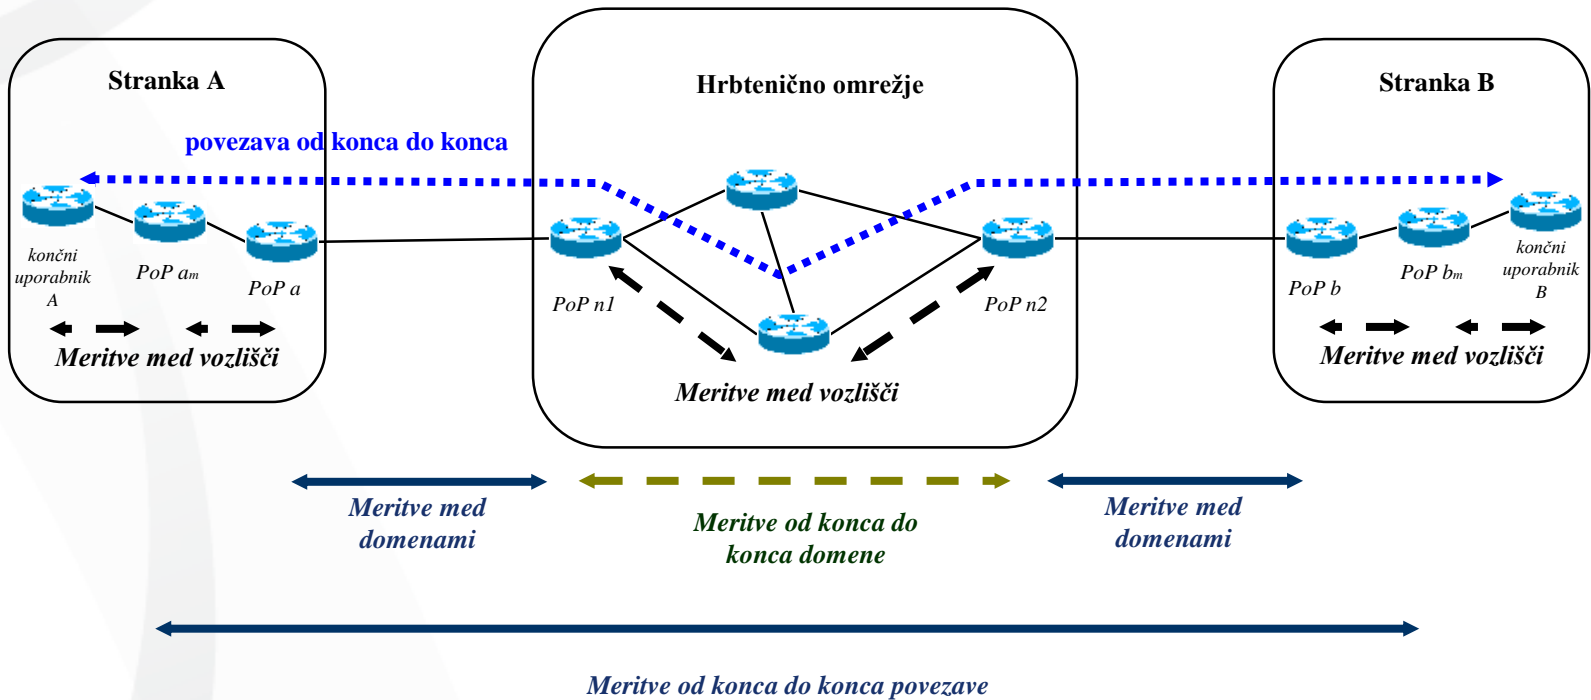 Stranka A
Hrbtenično omrežje
Stranka B
povezava od konca do konca
končni
uporabnik
A
PoP am
PoP a
PoP n1
PoP n2
PoP b
PoP bm
končni
uporabnik
B
Meritve med vozlišči
Meritve med vozlišči
Meritve med vozlišči
Meritve med
domenami
Meritve od konca do
konca domene
Meritve med
domenami
Meritve od konca do konca povezave